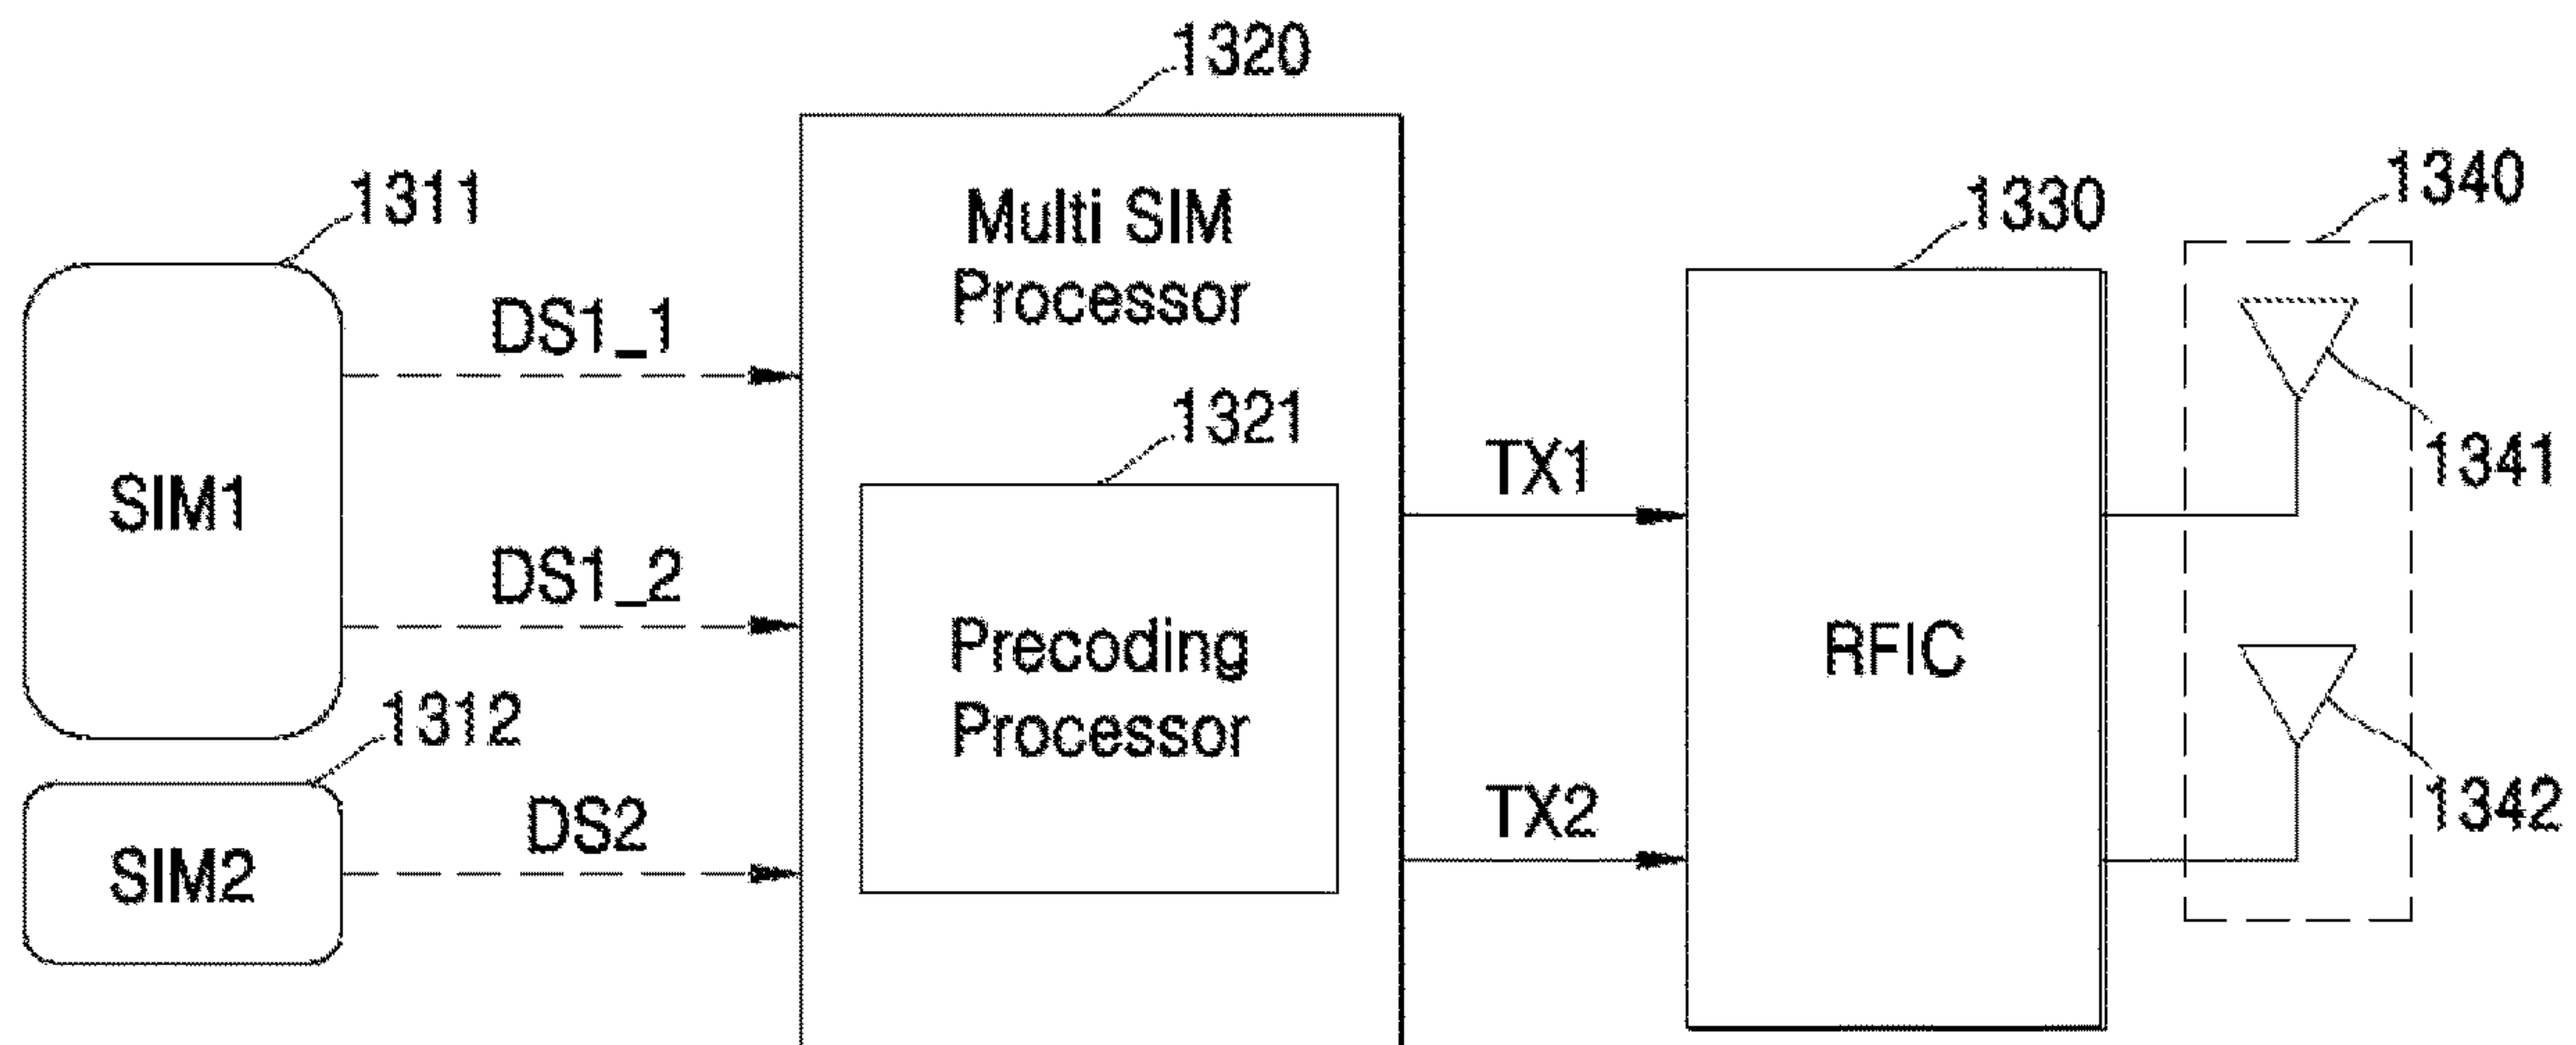 1320
1311
Multi SIM
Processor
1330
1340
DS1_1
1321
1341
SIM1
TX1
DS1_2
Precoding
Processor
RFIC
1312
1342
DS2
TX2
SIM2